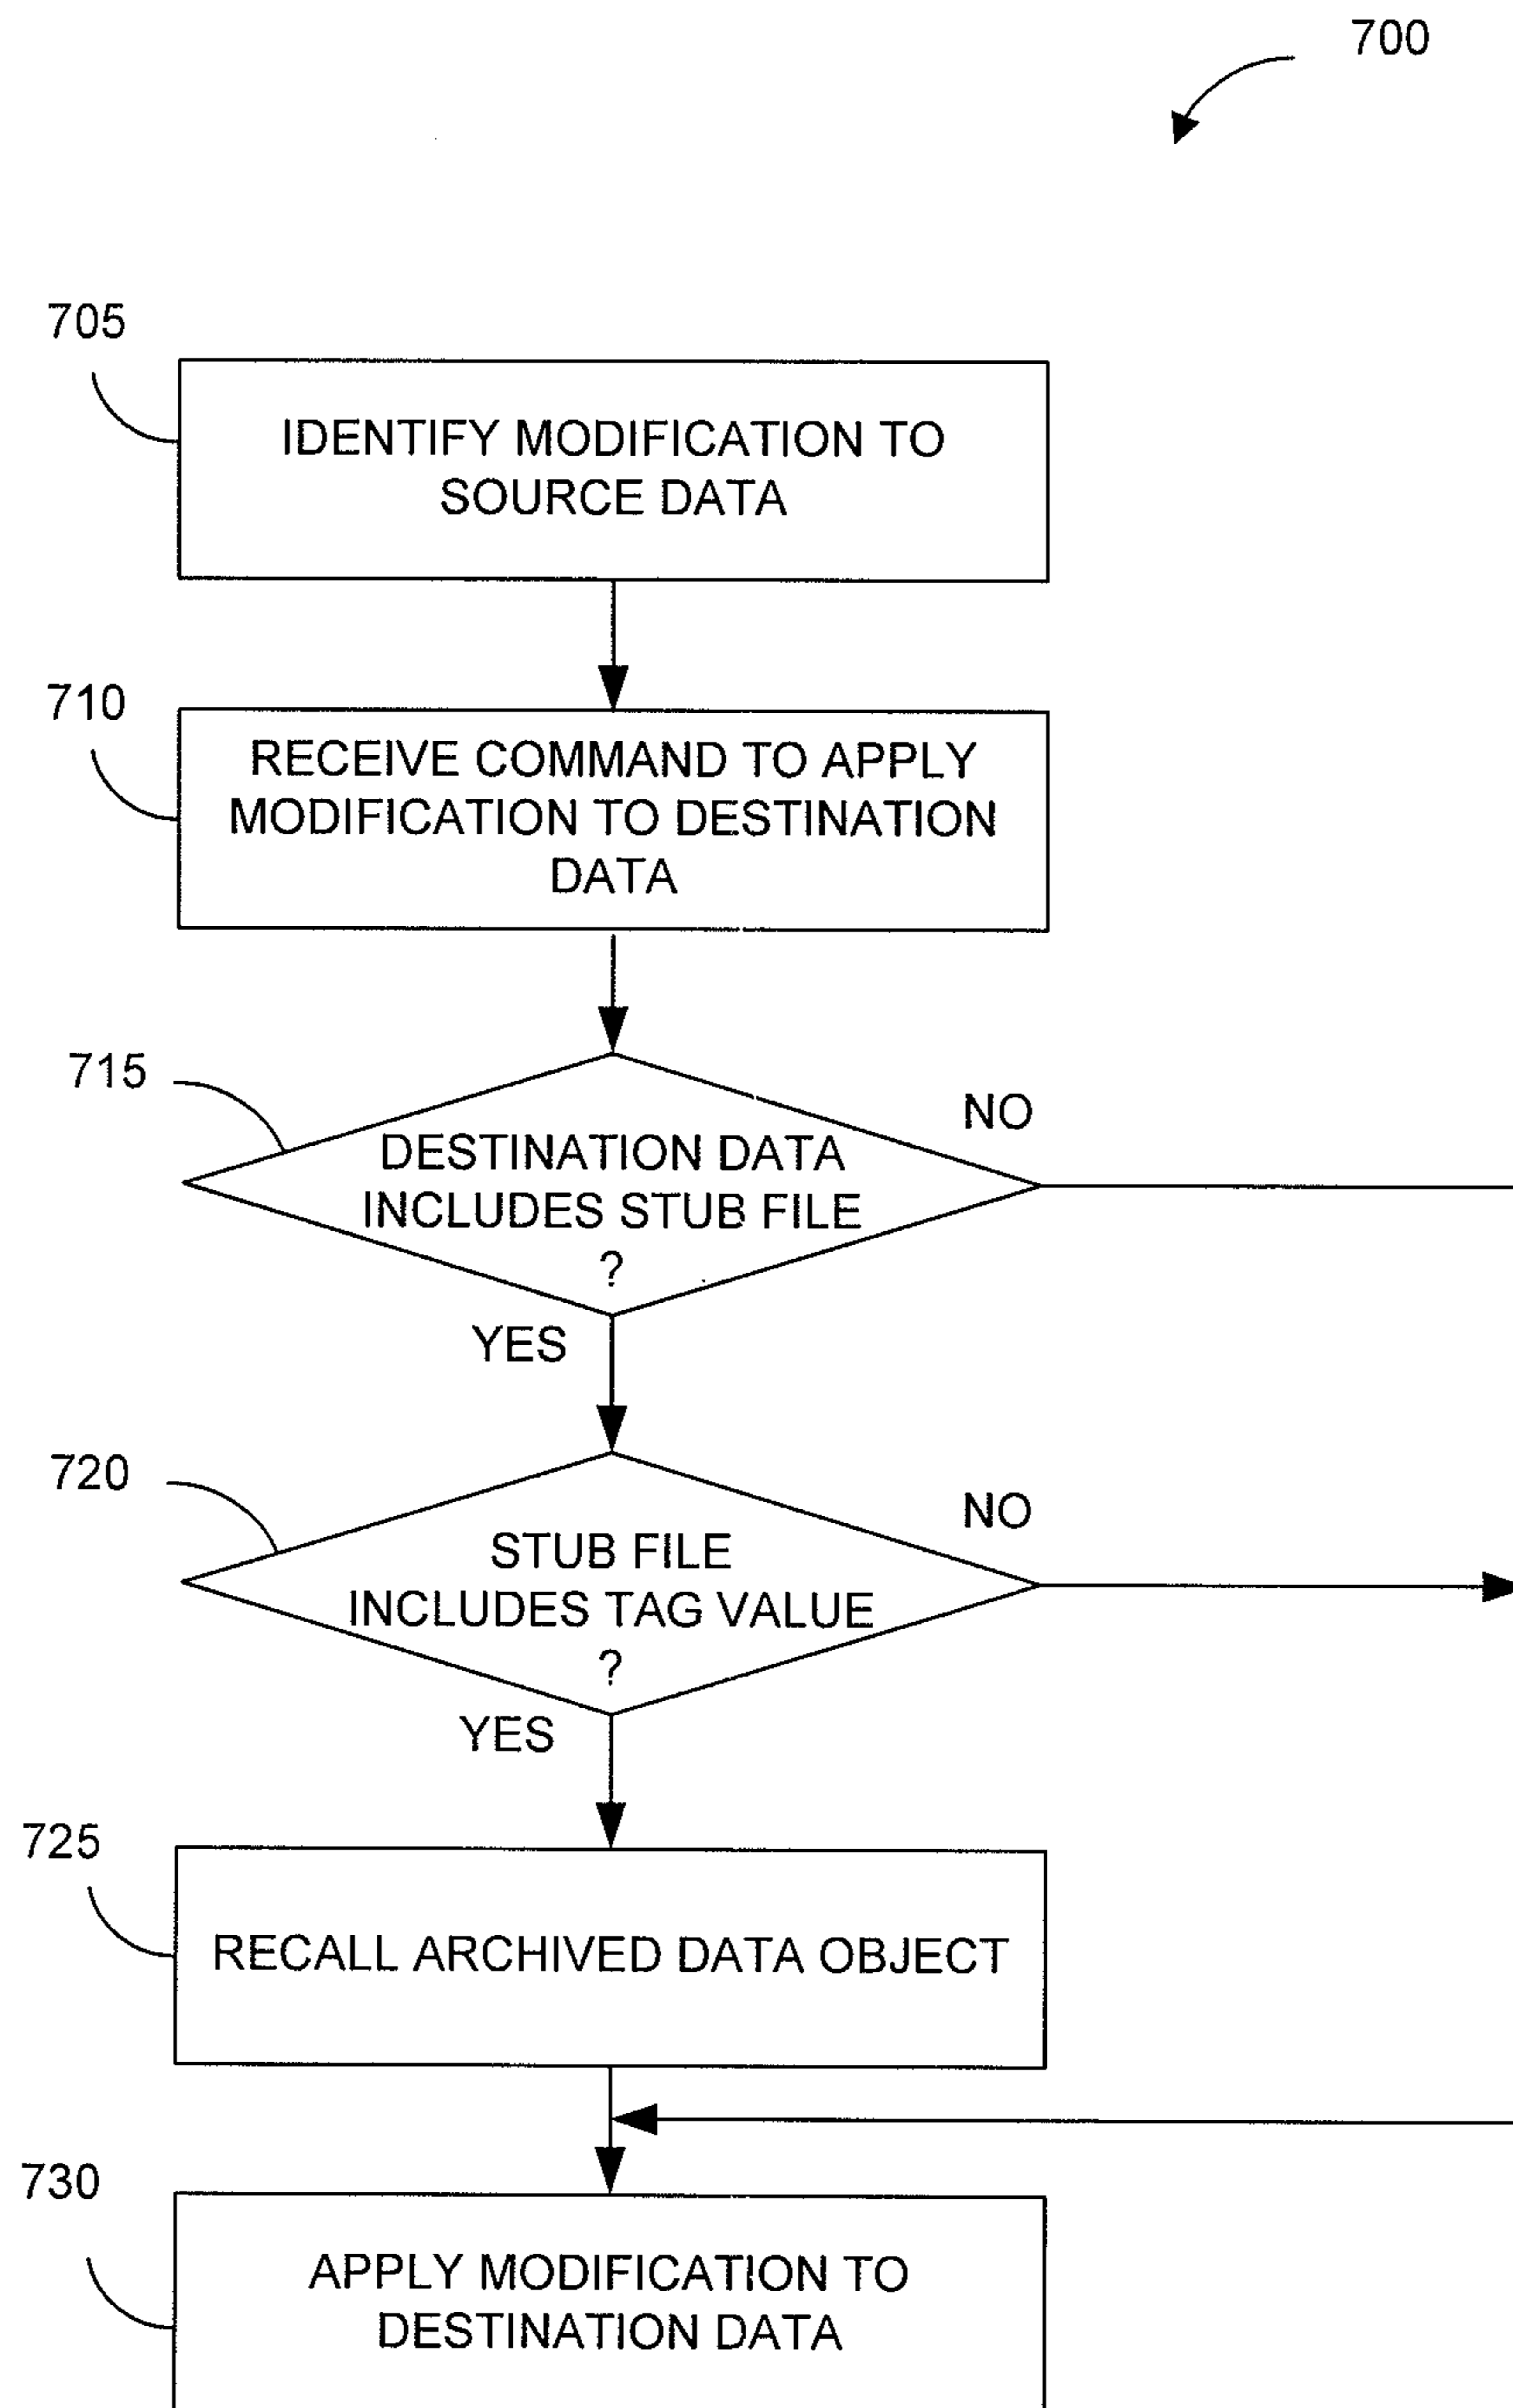 700
705
IDENTIFY MODIFICATION TO
SOURCE DATA
710
RECEIVE COMMAND TO APPLY
MODIFICATION TO DESTINATION
DATA
715
NO
DESTINATION DATA
INCLUDES STUB FILE
?
YES
720
NO
STUB FILE
INCLUDES TAG VALUE
?
YES
725
RECALL ARCHIVED DATA OBJECT
730
APPLY MODIFICATION TO
DESTINATION DATA